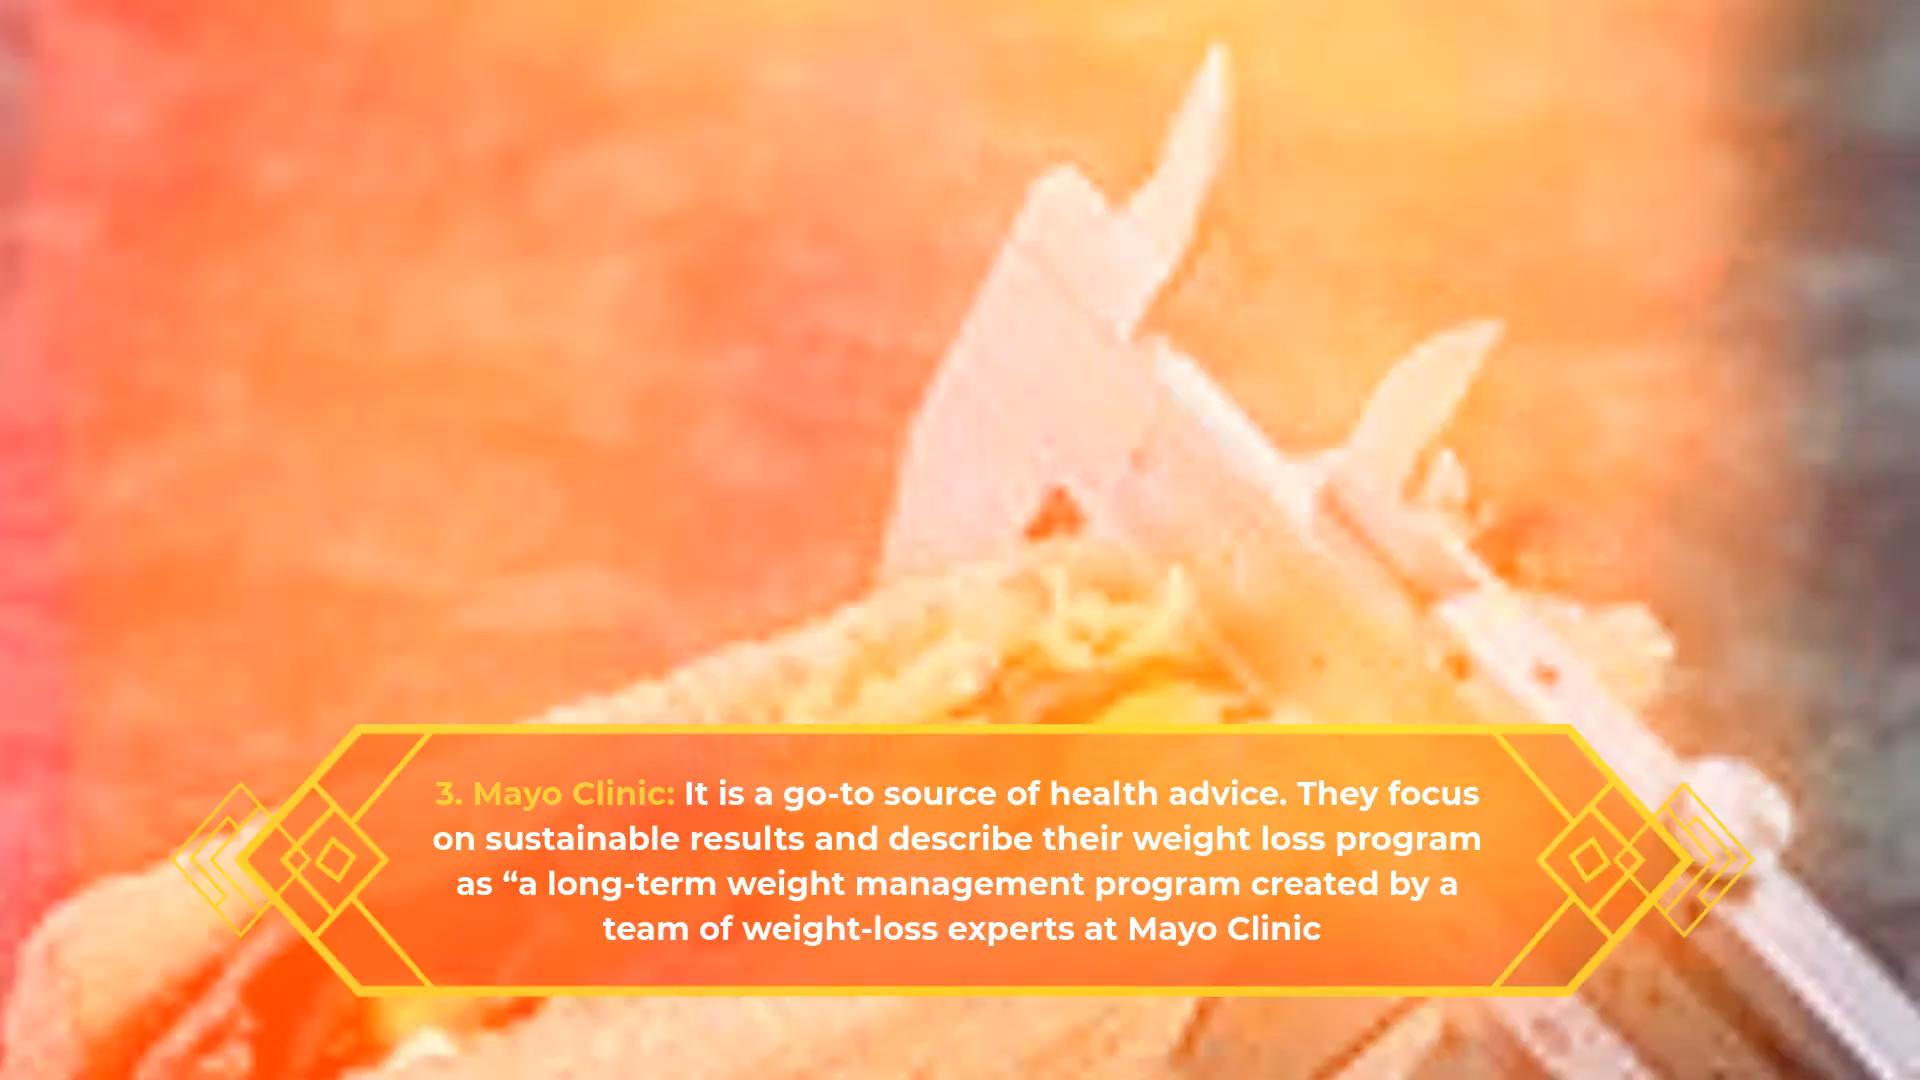 3. Mayo Clinic: It is a go-to source of health advice. They focus
on sustainable results and describe their weight loss program
as “a long-term weight management program created by a
team of weight-loss experts at Mayo Clinic